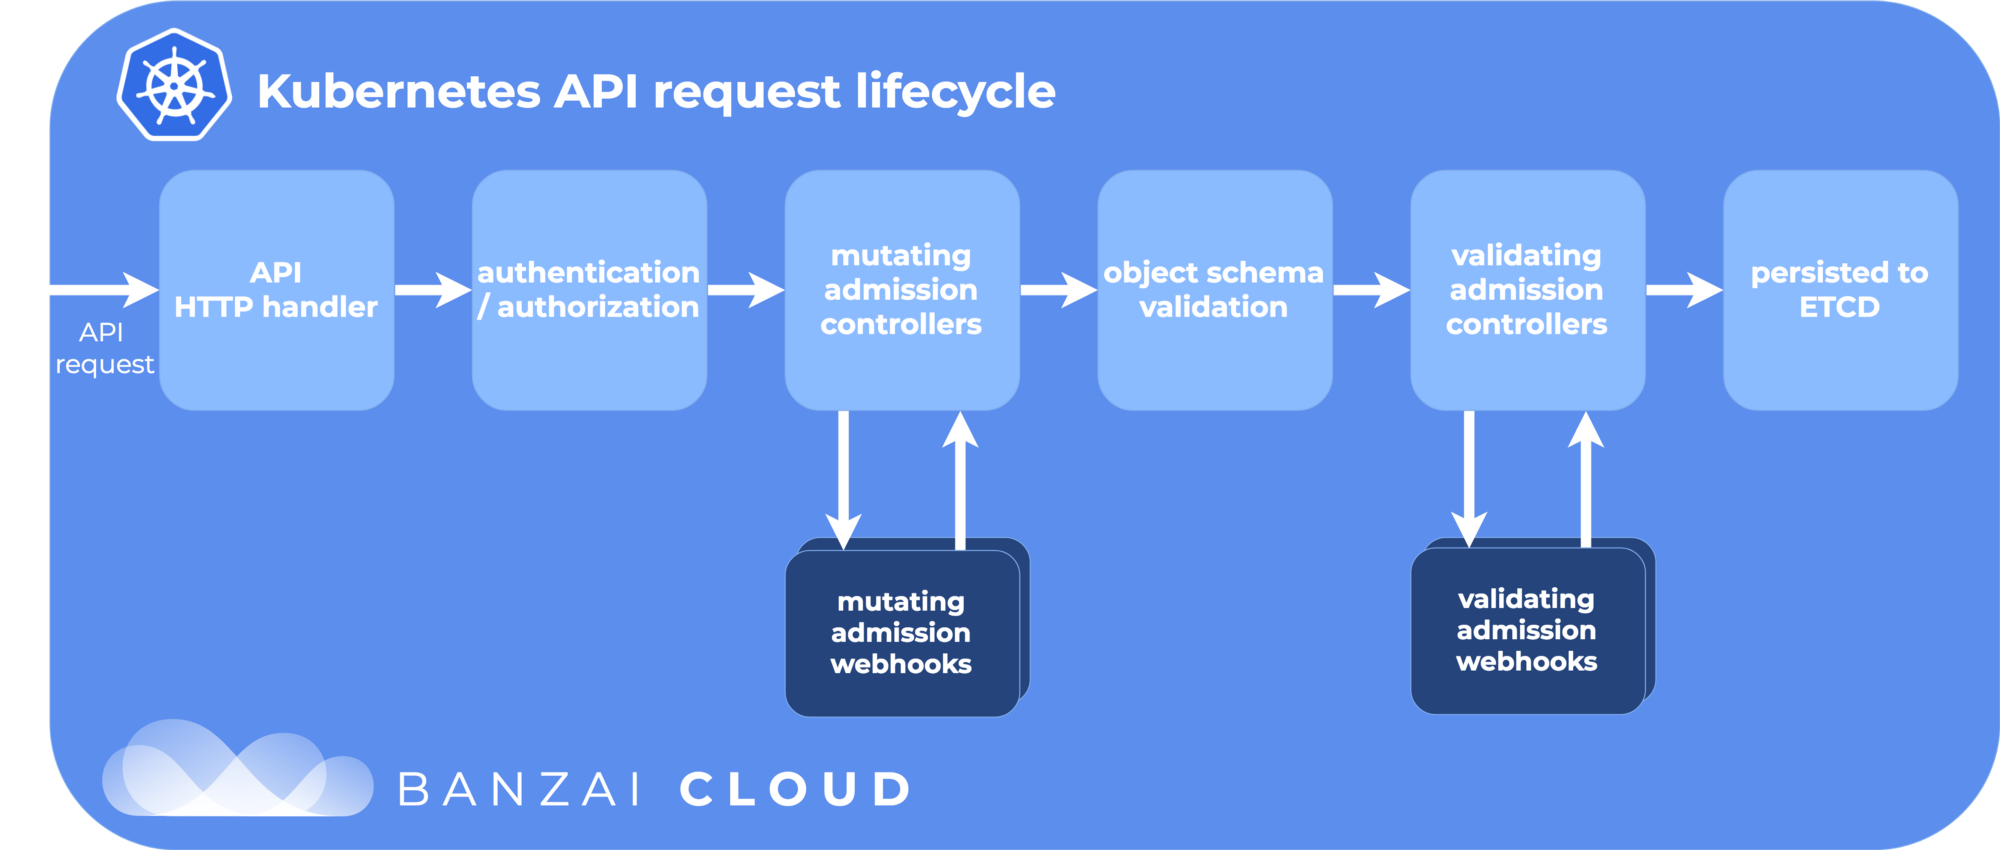 Kubernetes API request lifecycle
API
request
API
HTTP handler
authentication
/ authorization
mutating
admission
controllers
object schema
validation
validating
admission
controllers
persisted to
ETCD
mutating
admission
webhooks
validating
admission
webhooks
BANZAI CLOUD